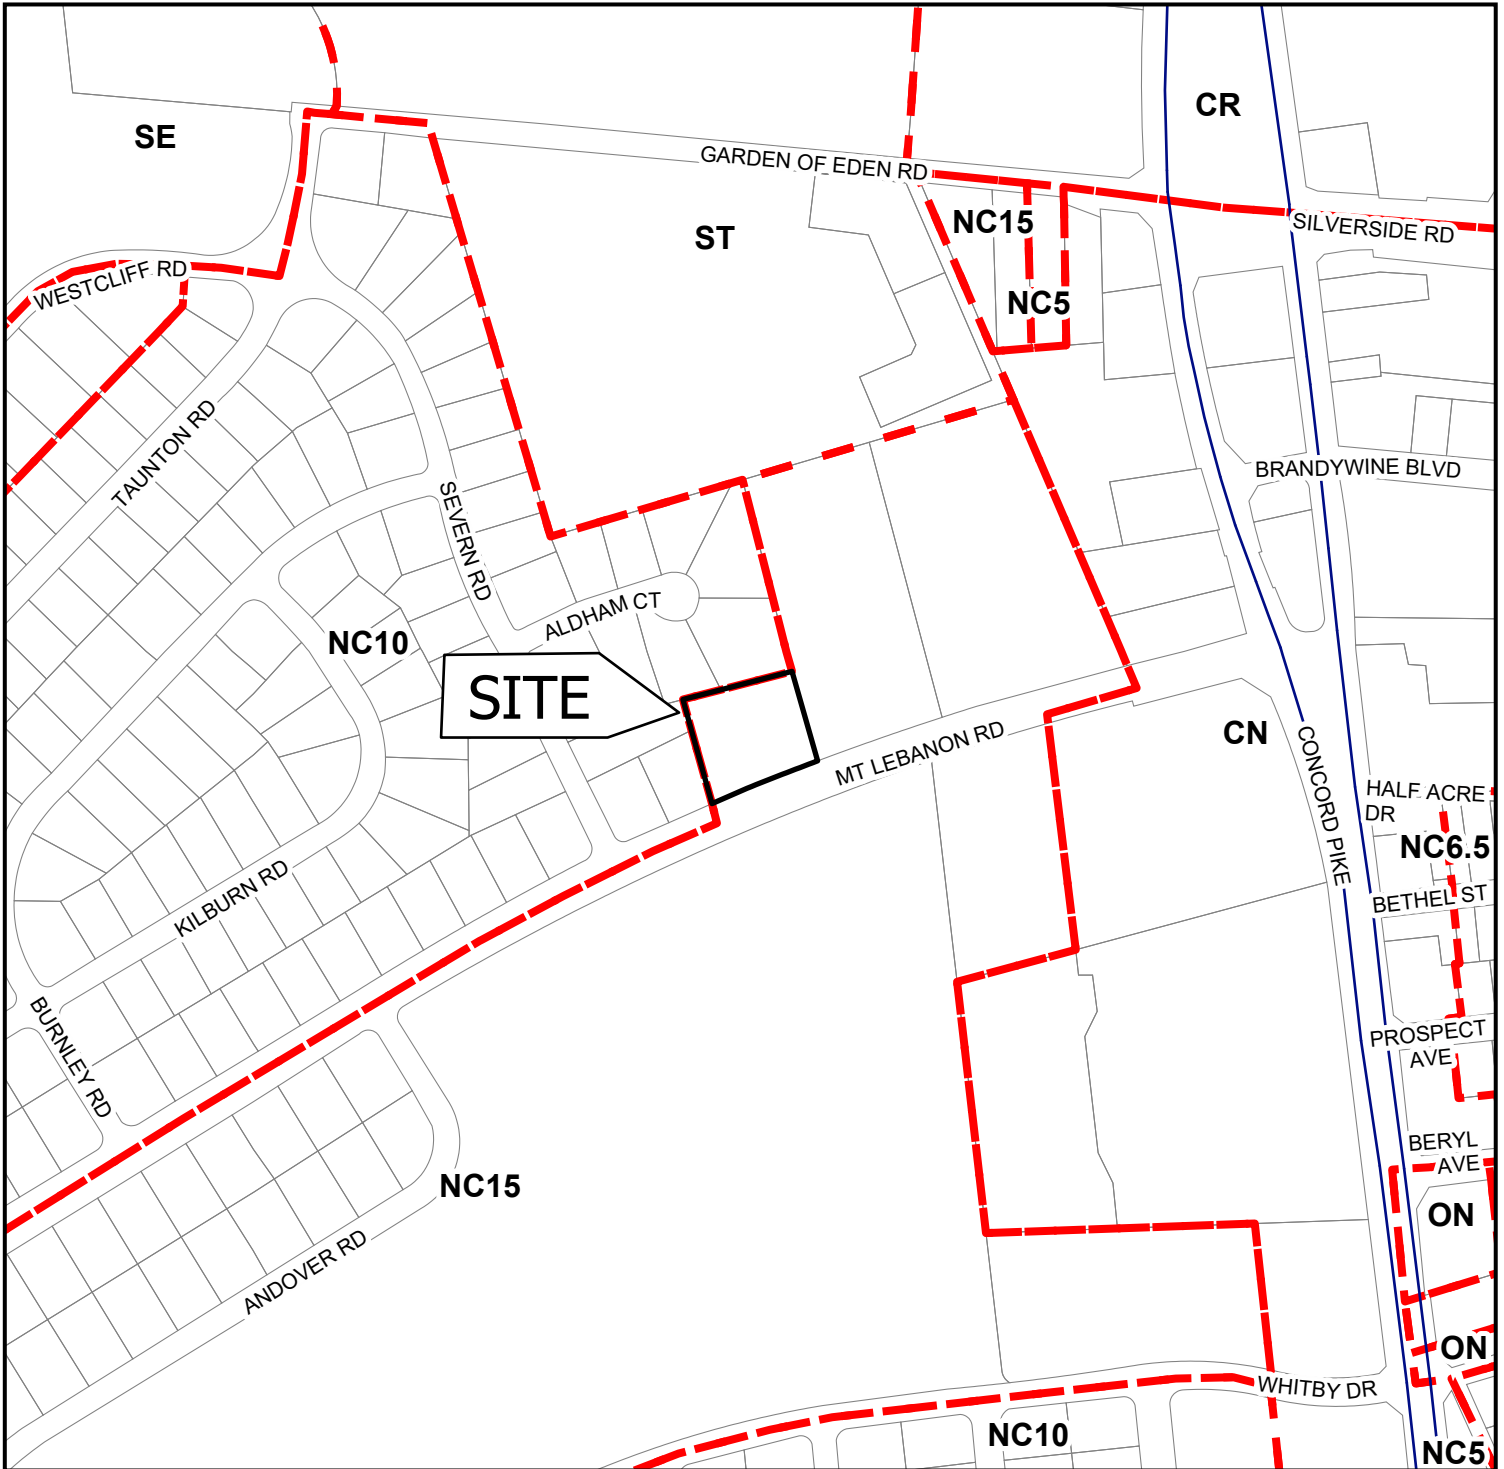 CR
SE
GARDEN OF EDEN RD
NC15
SILVERSIDE RD
ST
WESTCLIFF RD
NC5
TAUNTON RD
BRANDYWINE BLVD
SEVERN RD
ALDHAM CT
NC10
SITE
MT LEBANON RD
CN
CONCORD PIKE
HALF ACRE
DR
NC6.5
BETHEL ST
KILBURN RD
BURNLEY RD
PROSPECT
AVE
BERYL
AVE
NC15
ON
ANDOVER RD
ON
WHITBY DR
NC10
NC5